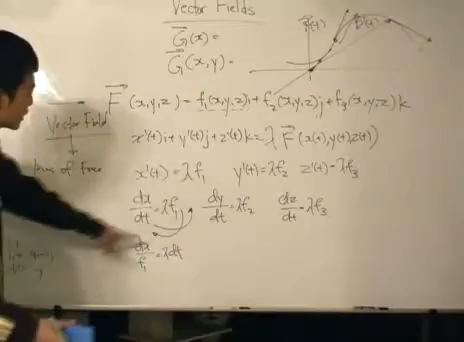 Vector Fields
G⃗(x) =
G⃗(x,y) =
F⃗(x,y,z) = f₁(x,y,z)i + f₂(x,y,z)j + f₃(x,y,z)k
Vector Field
x'(t)i + y'(t)j + z'(t)k = λF⃗(x(t),y(t),z(t))
lines of Force
x'(t) = λf₁ y'(t) = λf₂ z'(t) = λf₃
dx/dt = λf₁ dy/dt = λf₂ dz/dt = λf₃
dx/f₁ = λdt